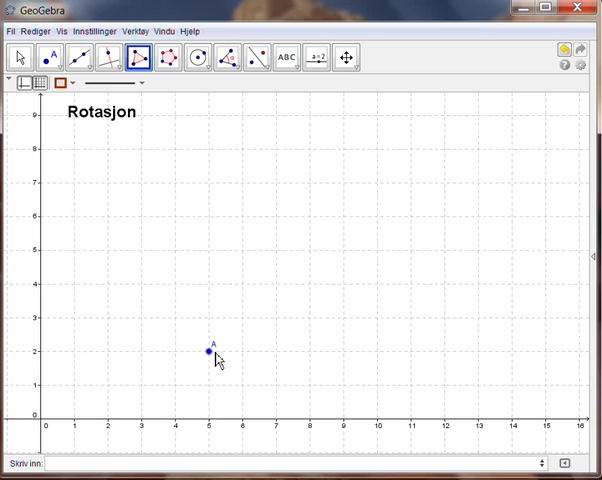 GeoGebra
Fil Rediger Vis Innstillinger Verktøy Vindu Hjelp
A
α
ABC
a=2
Rotasjon
9
8
7
6
5
4
3
A
2
1
0
0 1 2 3 4 5 6 7 8 9 10 11 12 13 14 15 16
Skriv inn: